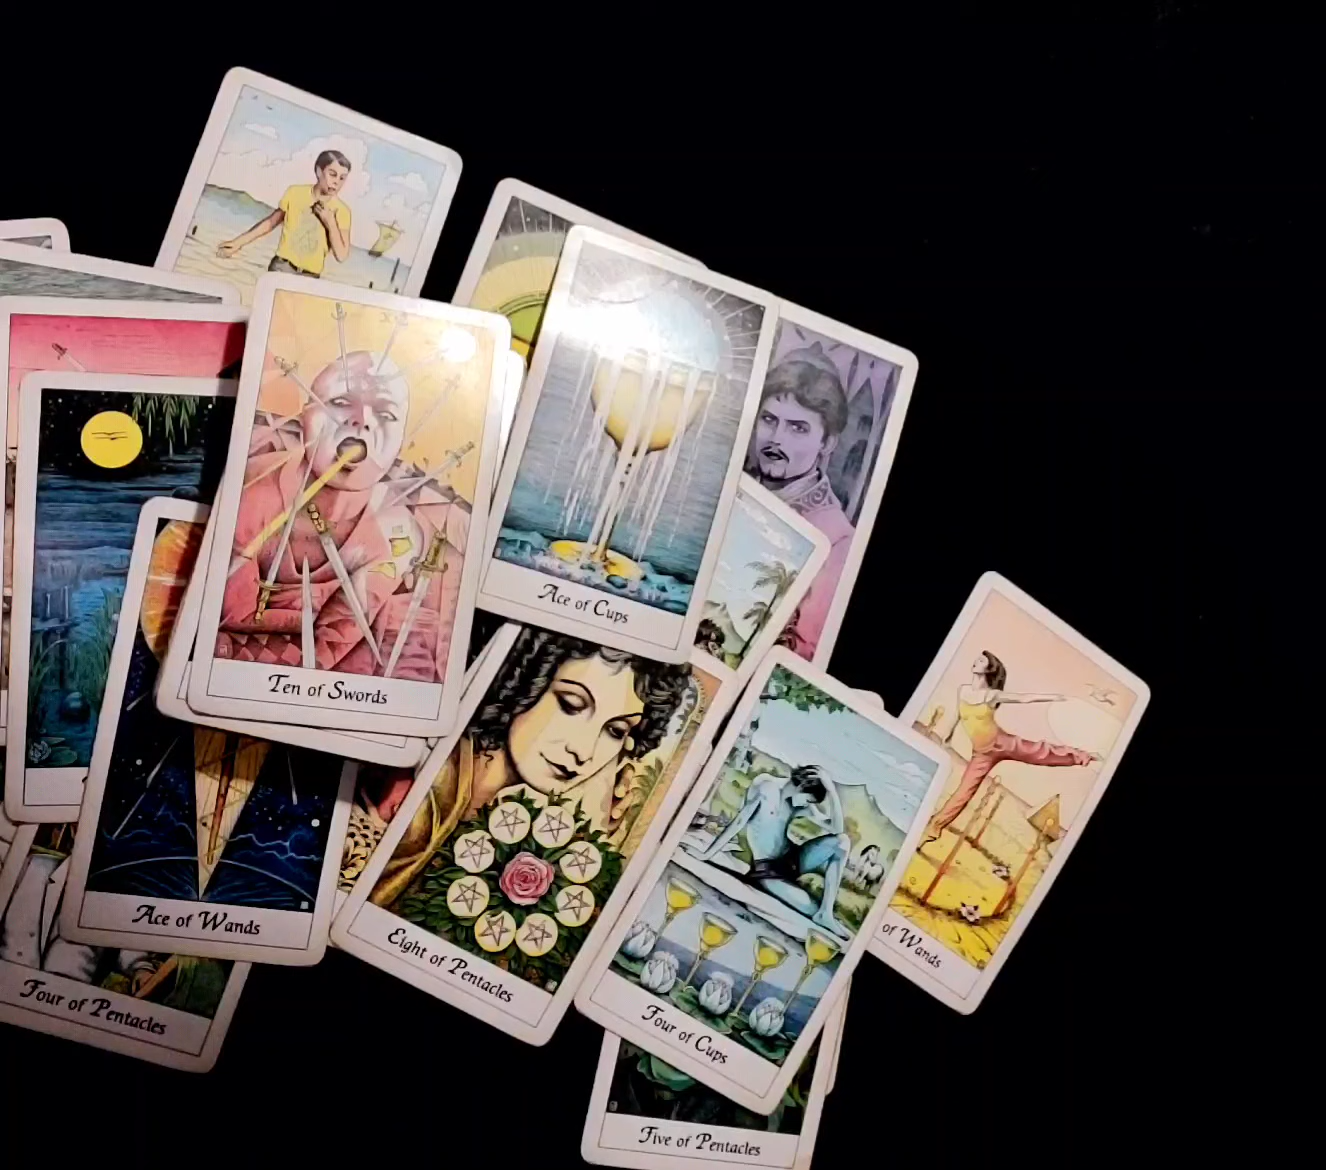 Ten of Swords
Ace of Cups
Ace of Wands
Eight of Pentacles
of Wands
Four of Pentacles
Four of Cups
Five of Pentacles